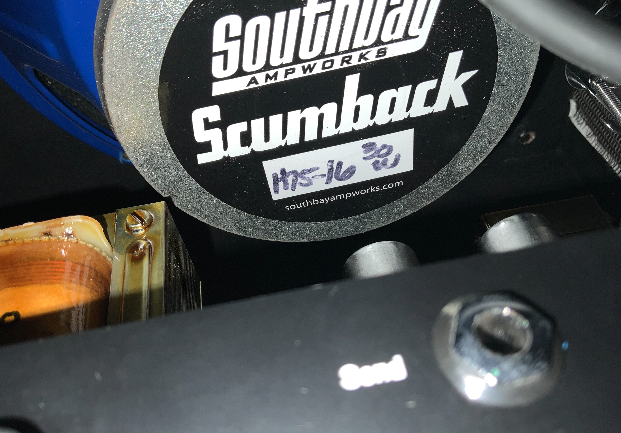 Southbay
AMPWORKS
Scumback
H75-16 30 W
southbayampworks.com
Send